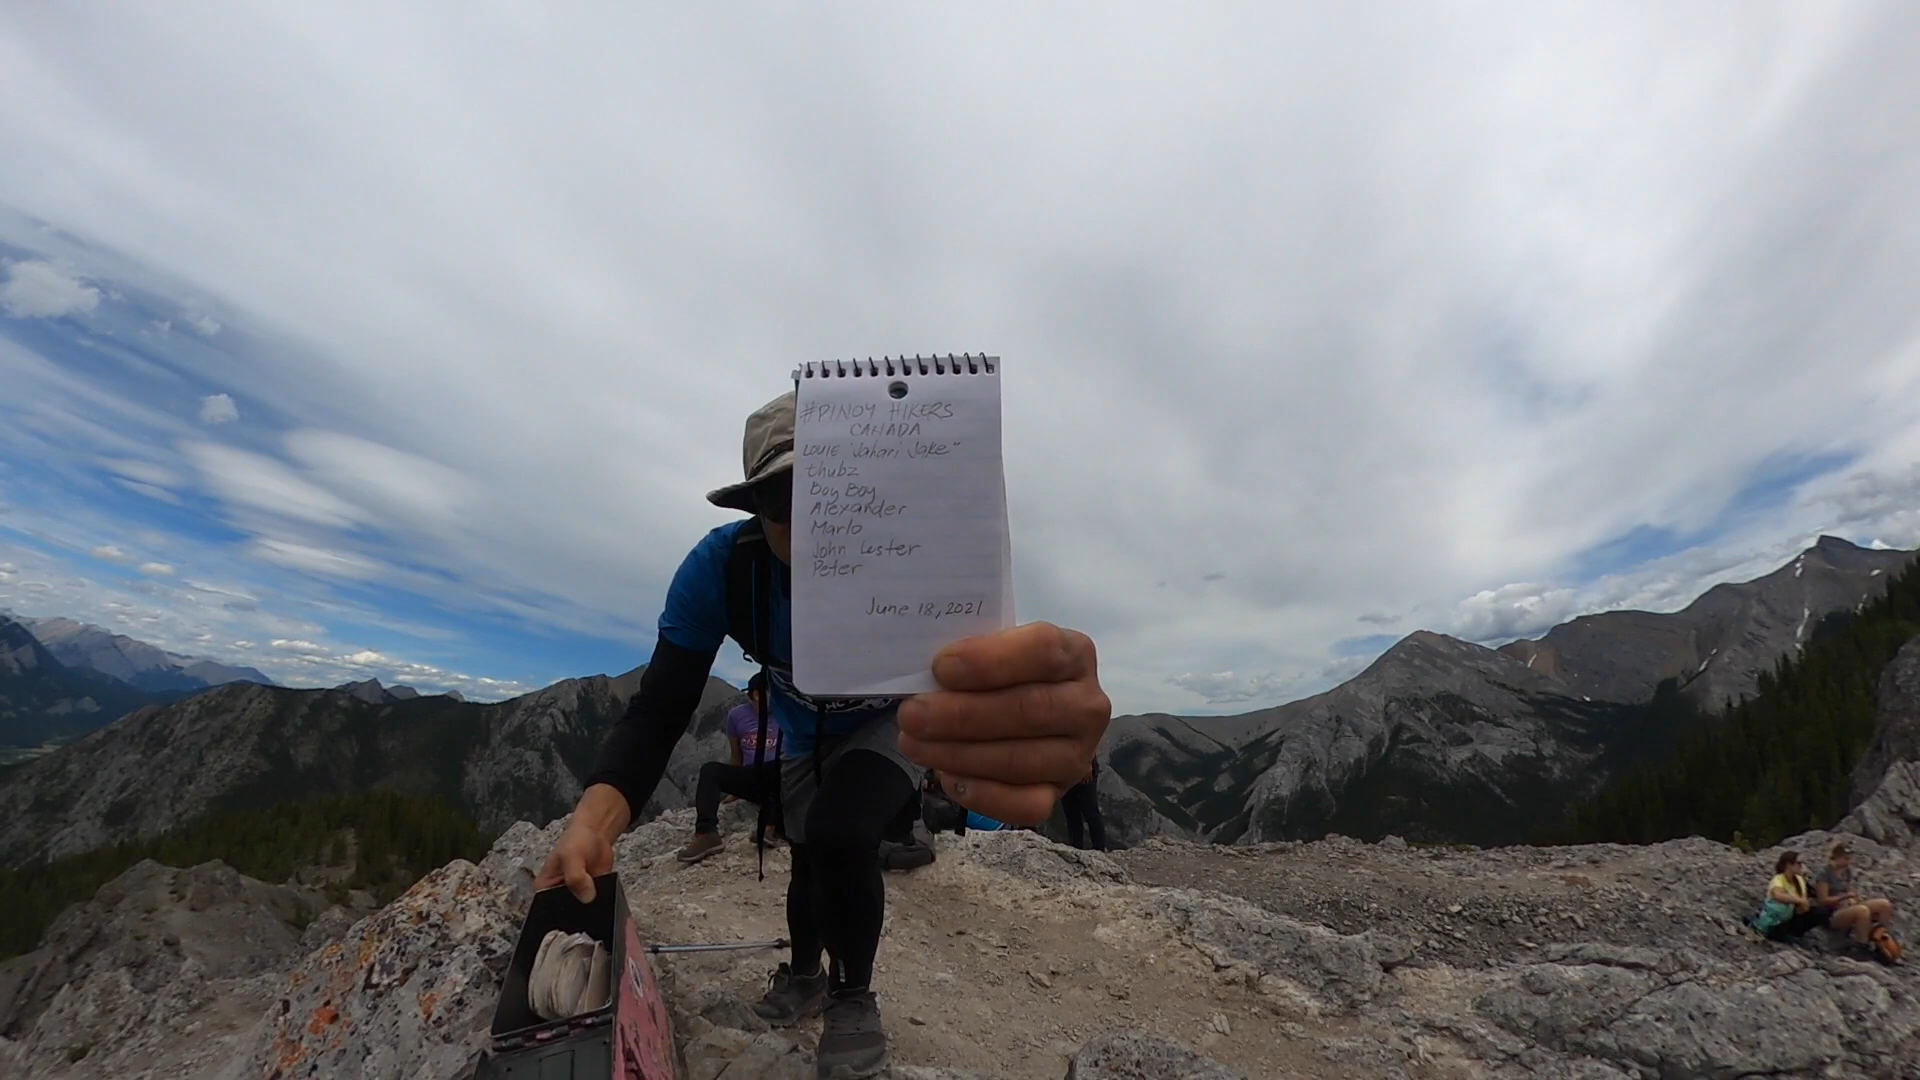 #PINOY HIKERS
CANADA
LOUIE "Jahari Jake"
thubz
Boy Boy
Alexander
Marlo
John Lester
Peter
June 18, 2021